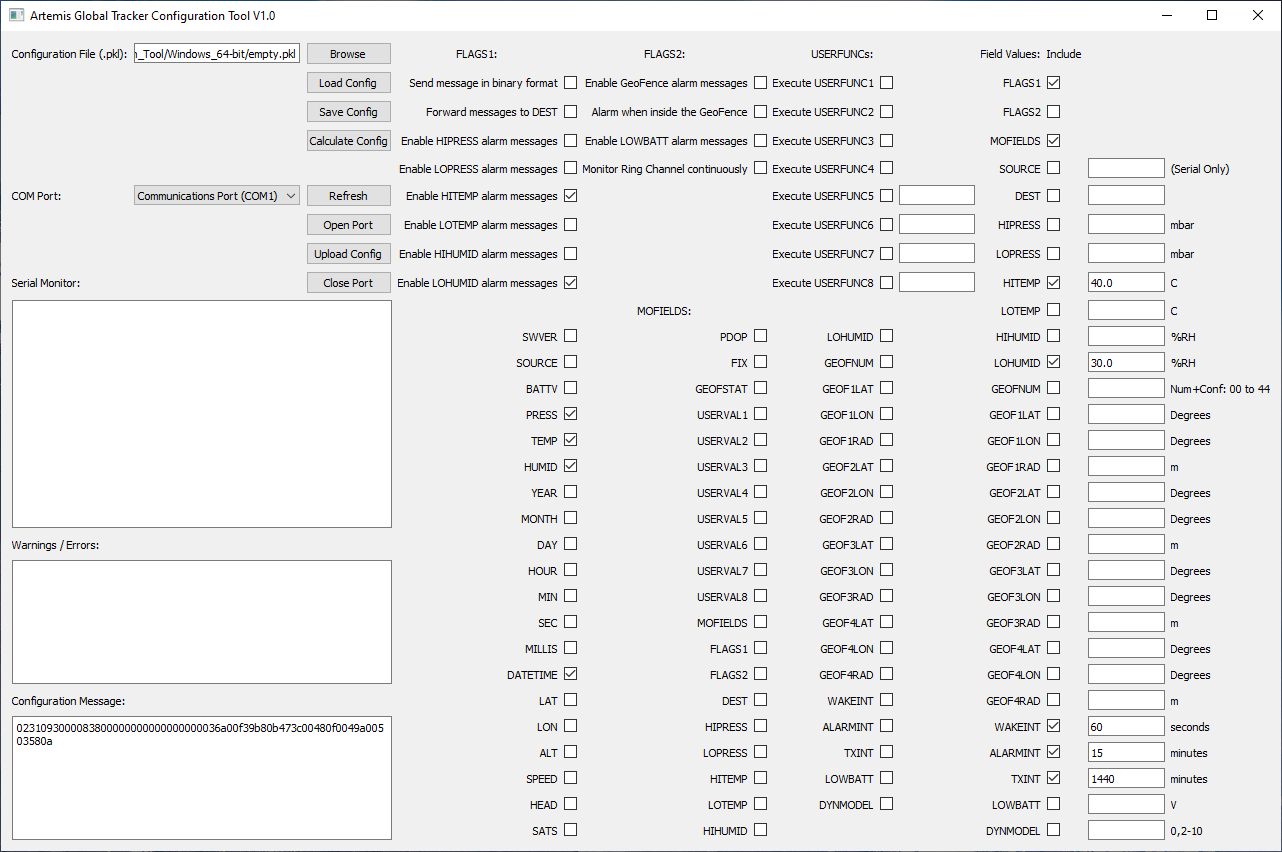 Artemis Global Tracker Configuration Tool V1.0
Configuration File (.pkl): n_Tool/Windows_64-bit/empty.pkl Browse FLAGS1: FLAGS2: USERFUNCs: Field Values: Include
Load Config Send message in binary format Enable GeoFence alarm messages Execute USERFUNC1 FLAGS1
Save Config Forward messages to DEST Alarm when inside the GeoFence Execute USERFUNC2 FLAGS2
Calculate Config Enable HIPRESS alarm messages Enable LOWBATT alarm messages Execute USERFUNC3 MOFIELDS
Enable LOPRESS alarm messages Monitor Ring Channel continuously Execute USERFUNC4 SOURCE (Serial Only)
COM Port: Communications Port (COM1) Refresh Enable HITEMP alarm messages Execute USERFUNC5 DEST
Open Port Enable LOTEMP alarm messages Execute USERFUNC6 HIPRESS mbar
Upload Config Enable HIHUMID alarm messages Execute USERFUNC7 LOPRESS mbar
Serial Monitor: Close Port Enable LOHUMID alarm messages Execute USERFUNC8 HITEMP 40.0 C
MOFIELDS: LOTEMP C
SWVER PDOP LOHUMID HIHUMID %RH
SOURCE FIX GEOFNUM LOHUMID 30.0 %RH
BATTV GEOFSTAT GEOF1LAT GEOFNUM Num+Conf: 00 to 44
PRESS USERVAL1 GEOF1LON GEOF1LAT Degrees
TEMP USERVAL2 GEOF1RAD GEOF1LON Degrees
HUMID USERVAL3 GEOF2LAT GEOF1RAD m
YEAR USERVAL4 GEOF2LON GEOF2LAT Degrees
MONTH USERVAL5 GEOF2RAD GEOF2LON Degrees
Warnings / Errors: DAY USERVAL6 GEOF3LAT GEOF2RAD m
HOUR USERVAL7 GEOF3LON GEOF3LAT Degrees
MIN USERVAL8 GEOF3RAD GEOF3LON Degrees
SEC MOFIELDS GEOF4LAT GEOF3RAD m
MILLIS FLAGS1 GEOF4LON GEOF4LAT Degrees
DATETIME FLAGS2 GEOF4RAD GEOF4LON Degrees
Configuration Message: LAT DEST WAKEINT GEOF4RAD m
0231093000083800000000000000000036a00f39b80b473c00480f0049a005 LON HIPRESS ALARMINT WAKEINT 60 seconds
03580a
ALT LOPRESS TXINT ALARMINT 15 minutes
SPEED HITEMP LOWBATT TXINT 1440 minutes
HEAD LOTEMP DYNMODEL LOWBATT V
SATS HIHUMID DYNMODEL 0,2-10